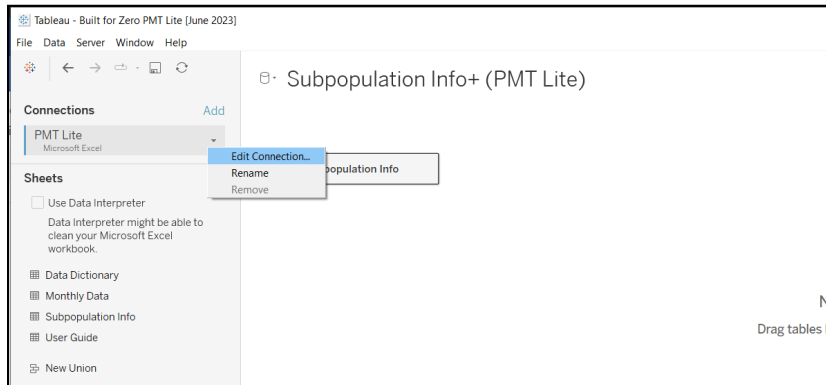 Tableau - Built for Zero PMT Lite [June 2023]
File Data Server Window Help
Subpopulation Info+ (PMT Lite)
Connections Add
PMT Lite
Microsoft Excel
Edit Connection...
Rename
Remove
population Info
Sheets
Use Data Interpreter
Data Interpreter might be able to
clean your Microsoft Excel
workbook.
Data Dictionary
Monthly Data
Subpopulation Info
User Guide
New Union
N
Drag tables